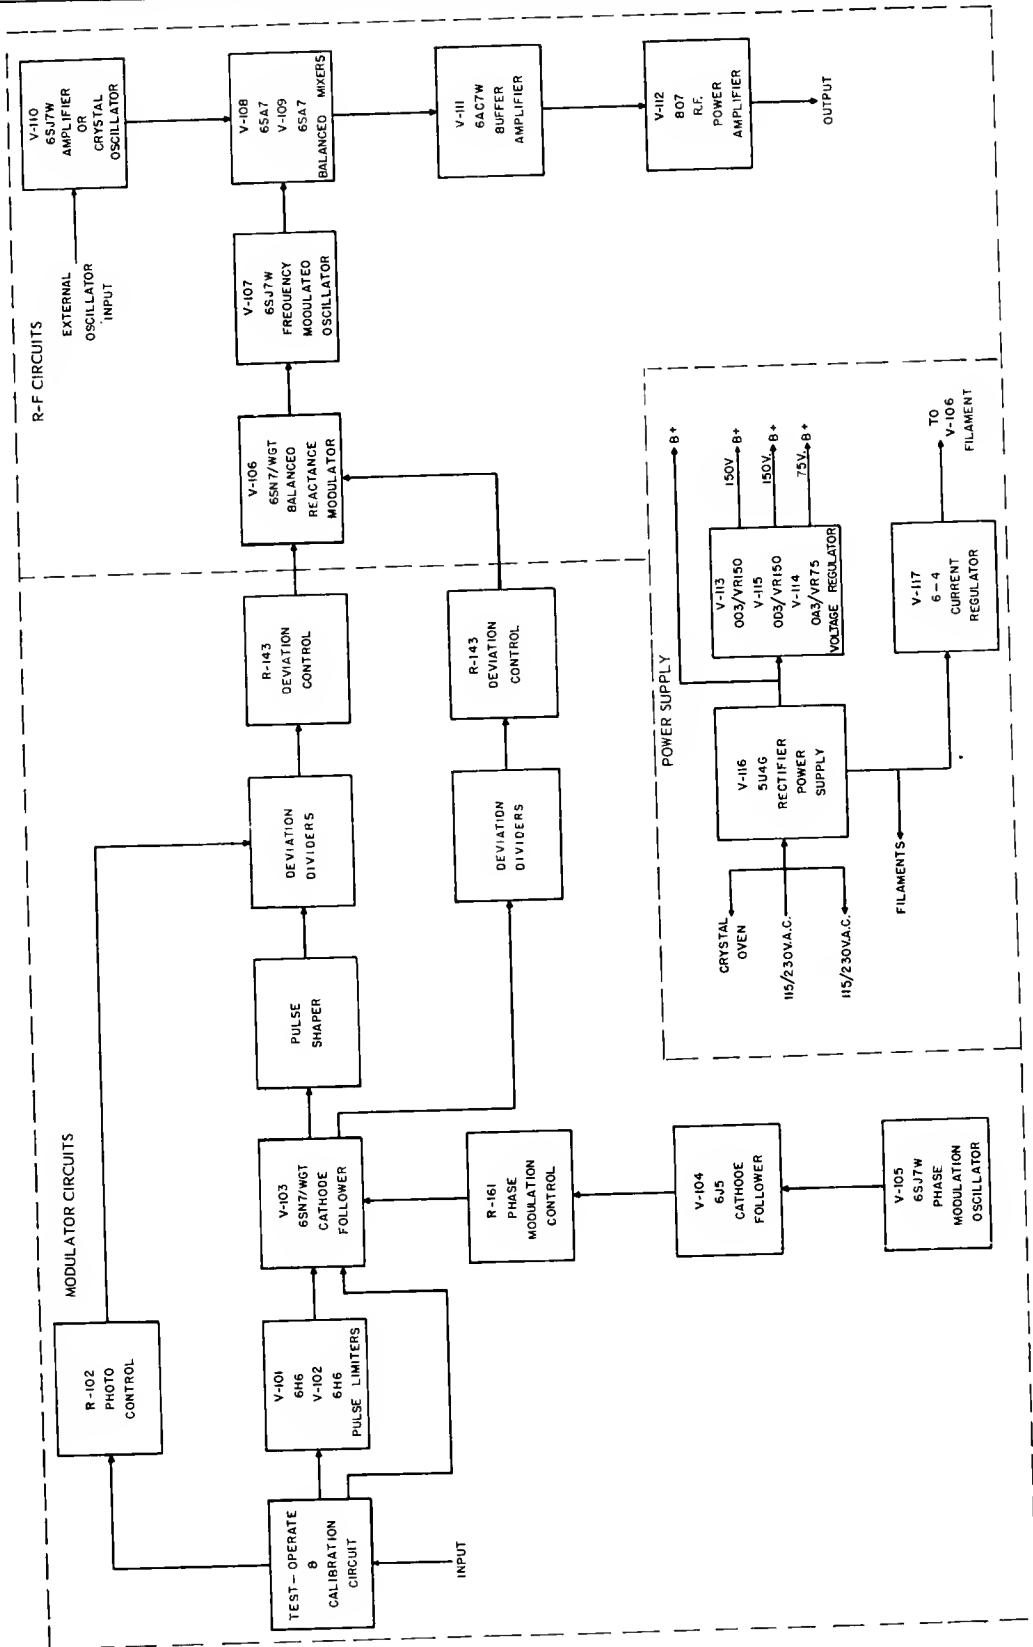 R-F CIRCUITS
V-110
6SJ7W
AMPLIFIER
OR
CRYSTAL
OSCILLATOR
EXTERNAL
OSCILLATOR
INPUT
V-108
6SA7
V-109
6SA7
BALANCED MIXERS
V-111
6AC7W
BUFFER
AMPLIFIER
V-112
807
R.F.
POWER
AMPLIFIER
OUTPUT
V-107
6SJ7W
FREQUENCY
MODULATED
OSCILLATOR
V-106
6SN7/WGT
BALANCED
REACTANCE
MODULATOR
MODULATOR CIRCUITS
R-143
DEVIATION
CONTROL
R-143
DEVIATION
CONTROL
DEVIATION
DIVIDERS
DEVIATION
DIVIDERS
PULSE
SHAPER
V-103
6SN7/WGT
CATHODE
FOLLOWER
R-161
PHASE
MODULATION
CONTROL
V-104
6J5
CATHODE
FOLLOWER
V-105
6SJ7W
PHASE
MODULATION
OSCILLATOR
R-102
PHOTO
CONTROL
V-101
6H6
V-102
6H6
PULSE LIMITERS
TEST-OPERATE
&
CALIBRATION
CIRCUIT
INPUT
POWER SUPPLY
B+
150V. B+
150V. B+
75V. B+
V-113
OD3/VR150
V-115
OD3/VR150
V-114
OA3/VR75
VOLTAGE REGULATOR
TO
V-106
FILAMENT
V-117
6-4
CURRENT
REGULATOR
V-116
5U4G
RECTIFIER
POWER
SUPPLY
CRYSTAL
OVEN
115/230V.A.C.
115/230V.A.C.
FILAMENTS